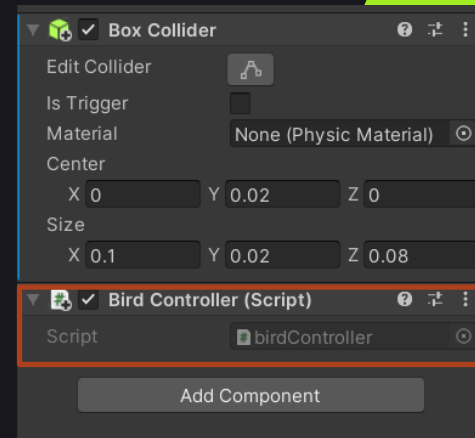 Box Collider
Edit Collider
Is Trigger
Material None (Physic Material)
Center
X 0 Y 0.02 Z 0
Size
X 0.1 Y 0.02 Z 0.08
Bird Controller (Script)
Script birdController
Add Component